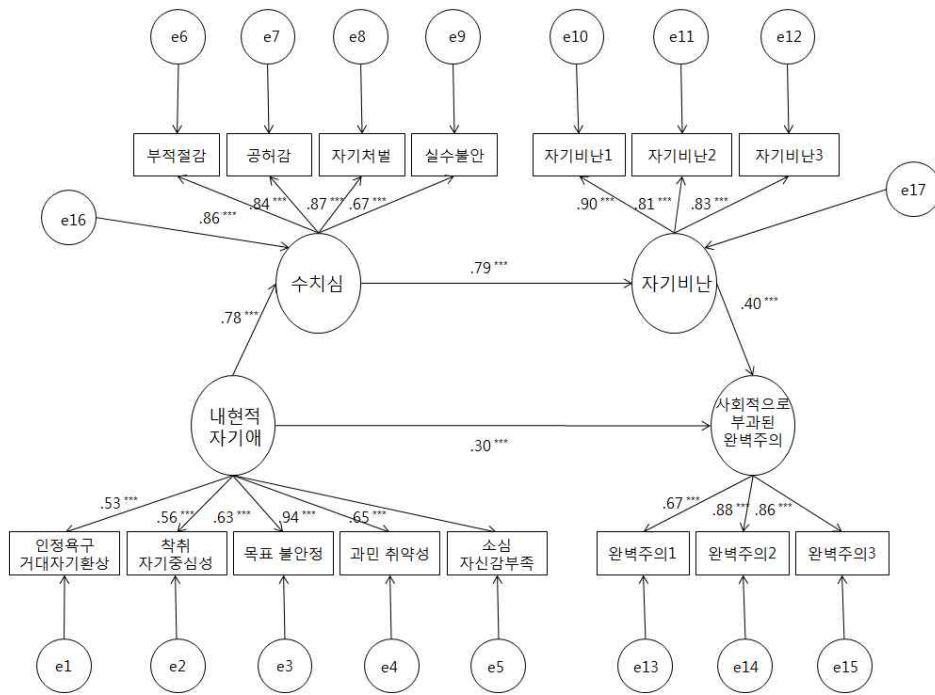 e6
e7
e8
e9
e10
e11
e12
부적절감
공허감
자기처벌
실수불안
자기비난1
자기비난2
자기비난3
e16
.86 ***
.84 ***
.87 ***
.67 ***
.90 ***
.81 ***
.83 ***
e17
수치심
.79 ***
자기비난
.78 ***
.40 ***
내현적
자기애
.30 ***
사회적으로
부과된
완벽주의
.53 ***
.56 ***
.63 ***
.94 ***
.65 ***
.67 ***
.88 ***
.86 ***
인정욕구
거대자기환상
착취
자기중심성
목표 불안정
과민 취약성
소심
자신감부족
완벽주의1
완벽주의2
완벽주의3
e1
e2
e3
e4
e5
e13
e14
e15